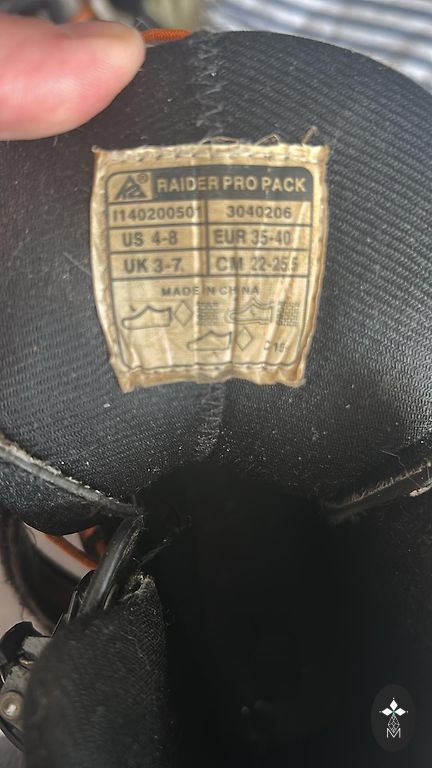 K2 RAIDER PRO PACK
I140200501 3040206
US 4-8 EUR 35-40
UK 3-7 CM 22-25.5
MADE IN CHINA